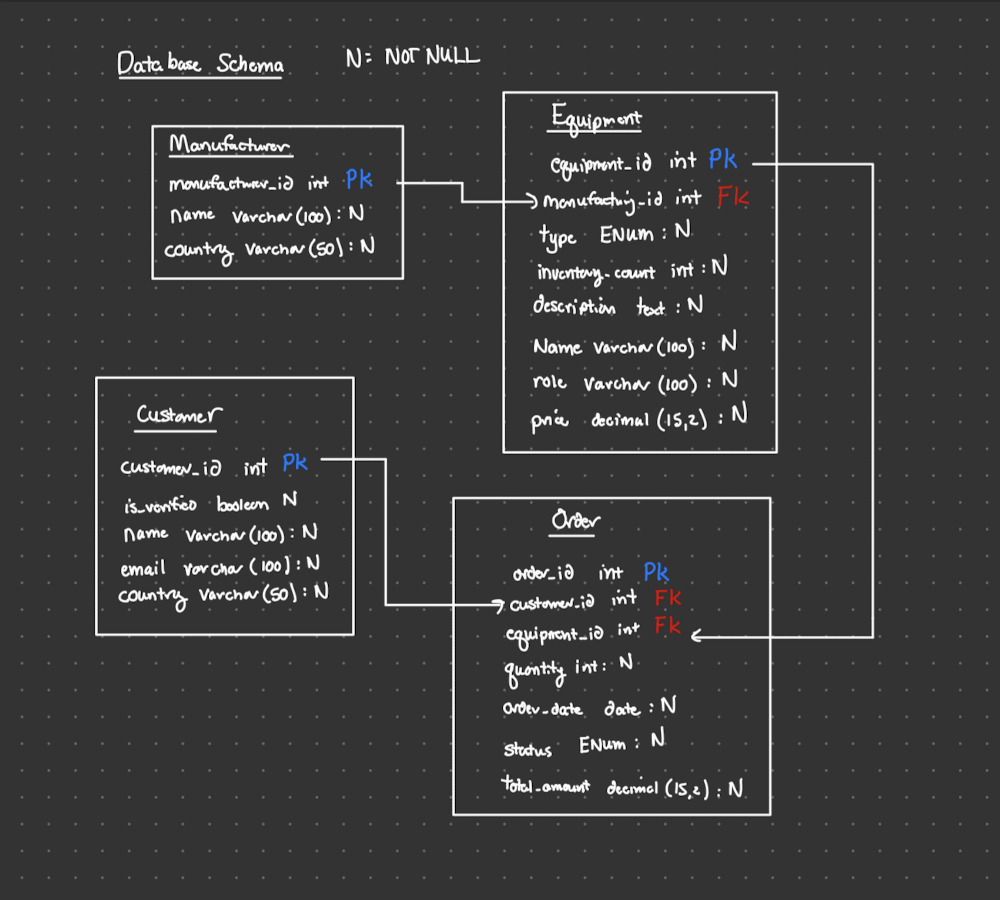 Database Schema
N = NOT NULL
Manufacturer
manufacturer_id int Pk
name varchar(100) : N
country varchar(50) : N
Equipment
equipment_id int Pk
manufacturing_id int Fk
type ENum : N
inventory_count int : N
description text : N
Name varchar(100) : N
role varchar(100) : N
price decimal (15,2) : N
Customer
customer_id int Pk
is_verified boolean N
name varchar(100) : N
email varchar(100) : N
country varchar(50) : N
Order
order_id int Pk
customer_id int Fk
equipment_id int Fk
quantity int : N
order_date date : N
status ENum : N
total_amount decimal (15,2) : N